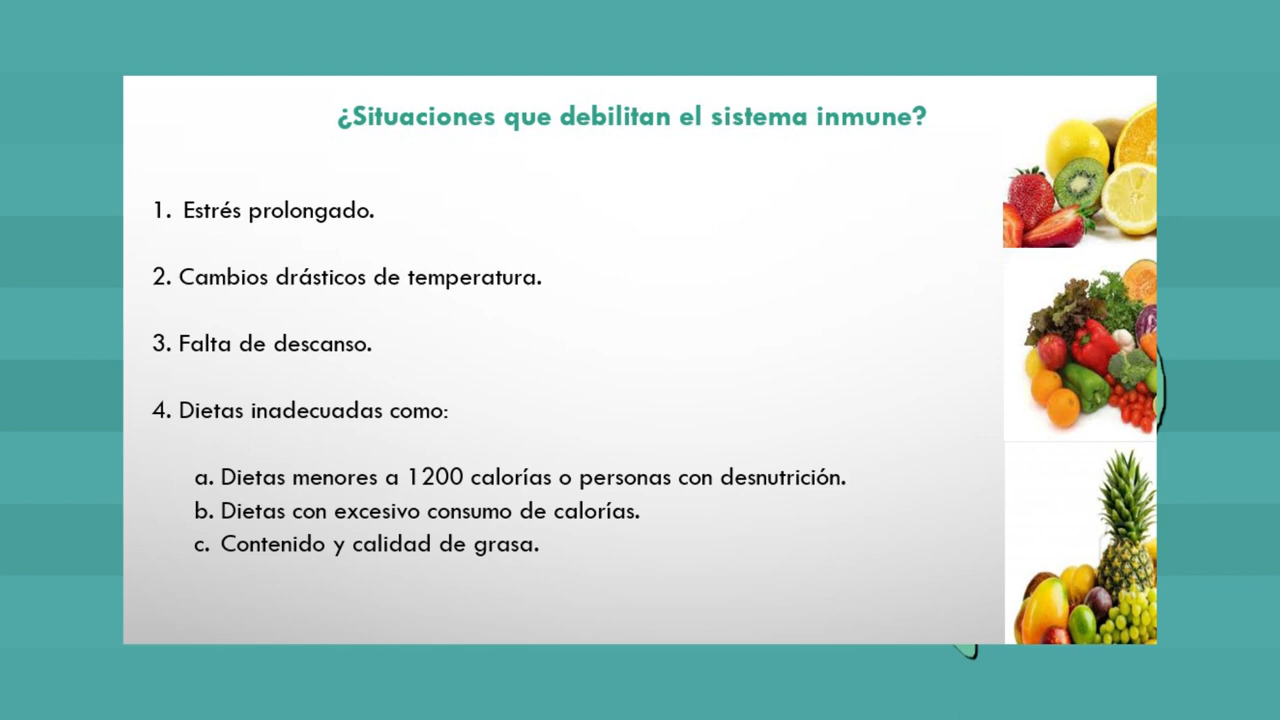 ¿Situaciones que debilitan el sistema inmune?
1. Estrés prolongado.
2. Cambios drásticos de temperatura.
3. Falta de descanso.
4. Dietas inadecuadas como:
a. Dietas menores a 1200 calorías o personas con desnutrición.
b. Dietas con excesivo consumo de calorías.
c. Contenido y calidad de grasa.